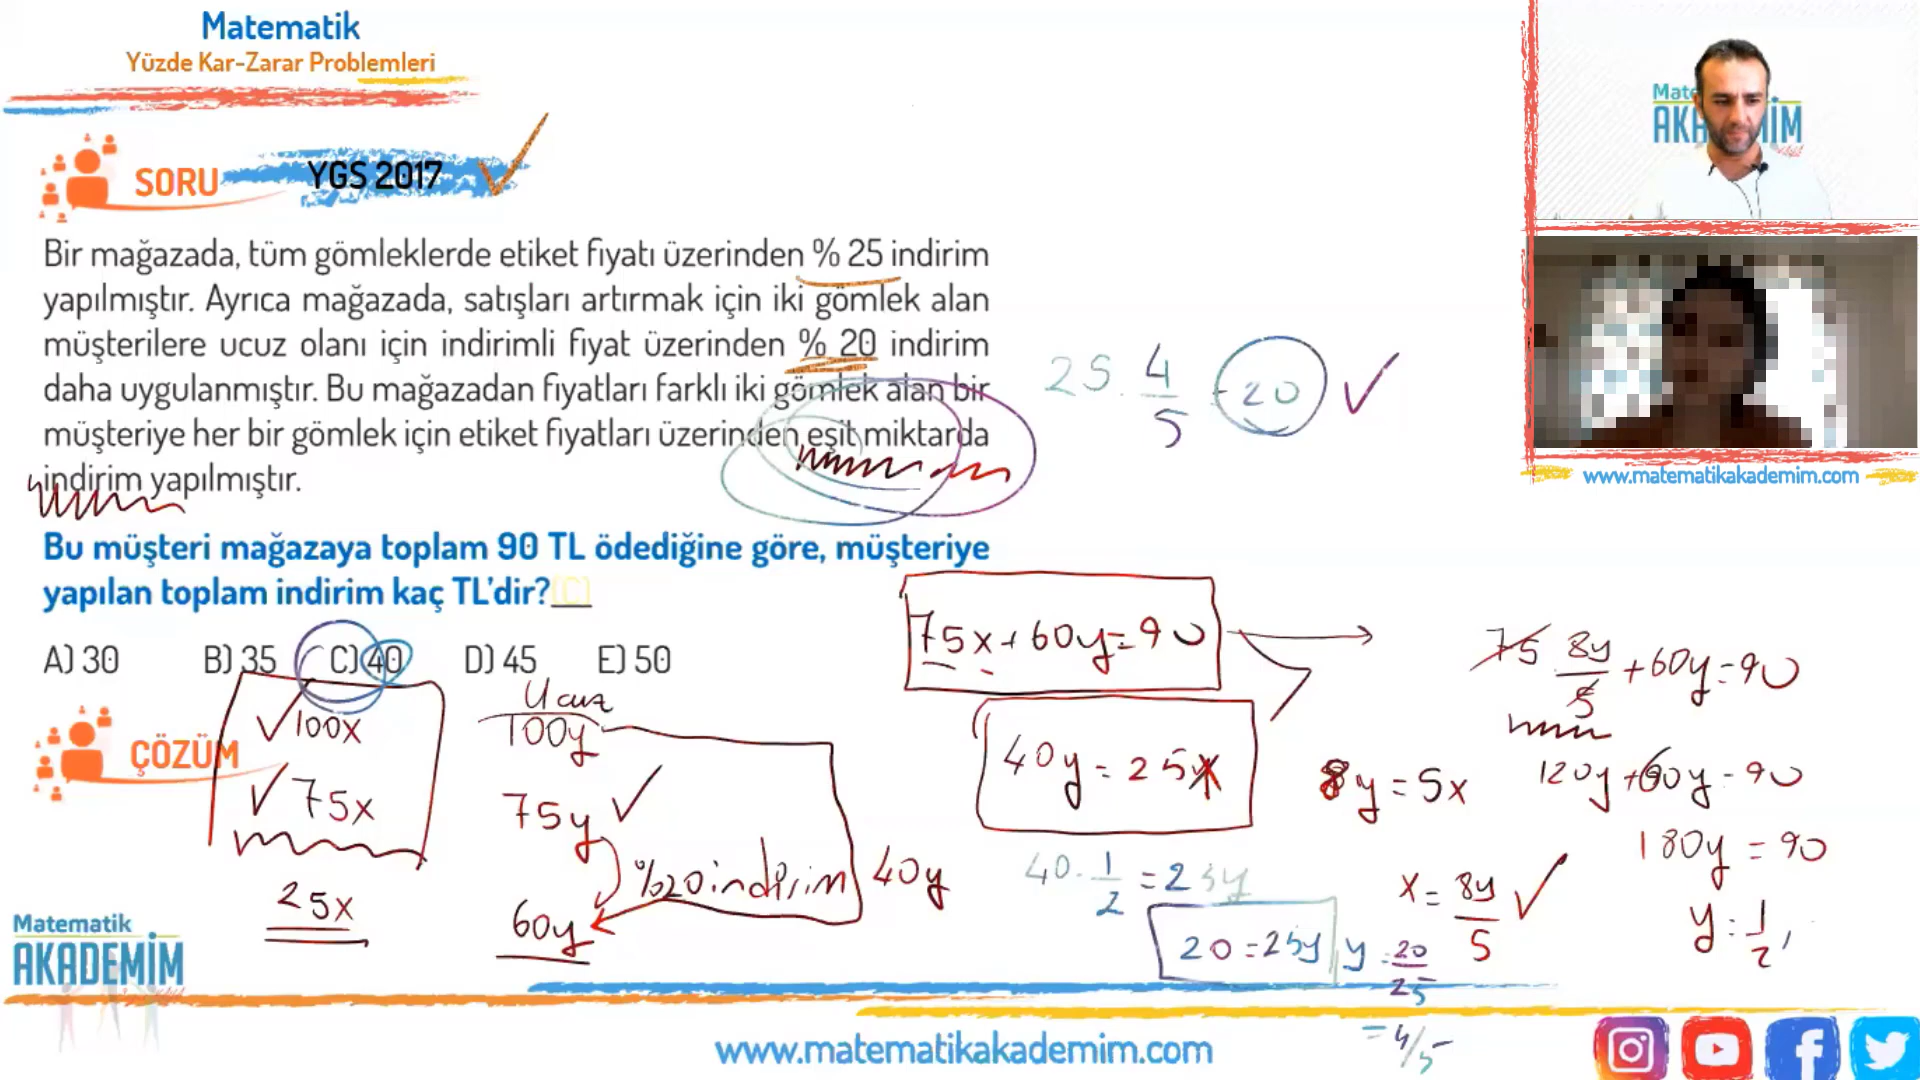 Matematik
Yüzde Kar-Zarar Problemleri
SORU
YGS 2017
Bir mağazada, tüm gömleklerde etiket fiyatı üzerinden % 25 indirim
yapılmıştır. Ayrıca mağazada, satışları artırmak için iki gömlek alan
müşterilere ucuz olanı için indirimli fiyat üzerinden % 20 indirim
daha uygulanmıştır. Bu mağazadan fiyatları farklı iki gömlek alan bir
müşteriye her bir gömlek için etiket fiyatları üzerinden eşit miktarda
indirim yapılmıştır.
Bu müşteri mağazaya toplam 90 TL ödediğine göre, müşteriye
yapılan toplam indirim kaç TL'dir? (C)
A) 30 B) 35 C) 40 D) 45 E) 50
ÇÖZÜM
100x
75x
25x
Ucuz
100y
75y
%20 indirim
60y
40y
25 . 4/5 = 20
75x + 60y = 90
40y = 25x
8y = 5x
x = 8y/5
75 8y/5 + 60y = 90
120y + 60y = 90
180y = 90
y = 1/2
40 . 1/2 = 25y
20 = 25y
y = 20/25
= 4/5
Matematik
AKADEMİM
www.matematikakademim.com
Mate
AKA İM
www.matematikakademim.com